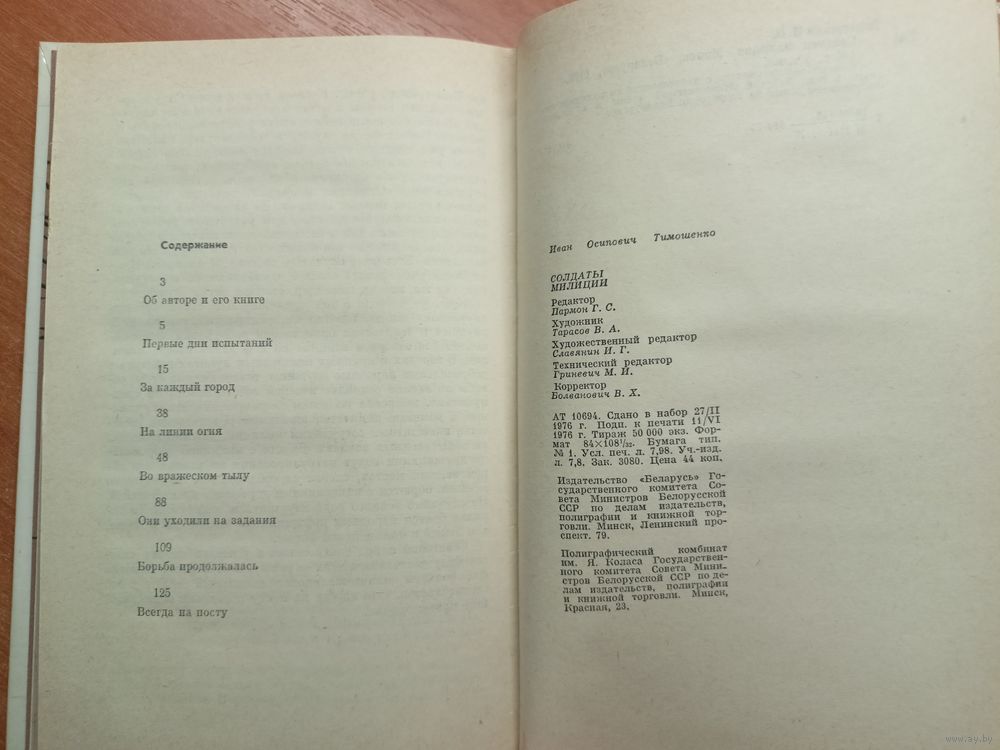 Содержание
3
Об авторе и его книге
5
Первые дни испытаний
15
За каждый город
38
На линии огня
48
Во вражеском тылу
88
Они уходили на задания
109
Борьба продолжалась
125
Всегда на посту
Иван Осипович Тимошенко
СОЛДАТЫ
МИЛИЦИИ
Редактор
Пармон Г. С.
Художник
Тарасов В. А.
Художественный редактор
Славянин И. Г.
Технический редактор
Гриневич М. И.
Корректор
Болванович В. Х.
АТ 10694. Сдано в набор 27/II
1976 г. Подп. к печати 11/VI
1976 г. Тираж 50 000 экз. Фор-
мат 84×108¹/₃₂. Бумага тип.
№ 1. Усл. печ. л. 7,98. Уч.-изд.
л. 7,8. Зак. 3080. Цена 44 коп.
Издательство «Беларусь» Го-
сударственного комитета Со-
вета Министров Белорусской
ССР по делам издательств,
полиграфии и книжной тор-
говли. Минск, Ленинский про-
спект. 79.
Полиграфический комбинат
им. Я. Коласа Государствен-
ного комитета Совета Мини-
стров Белорусской ССР по де-
лам издательств, полиграфии
и книжной торговли. Минск,
Красная, 23.
www.ay.by